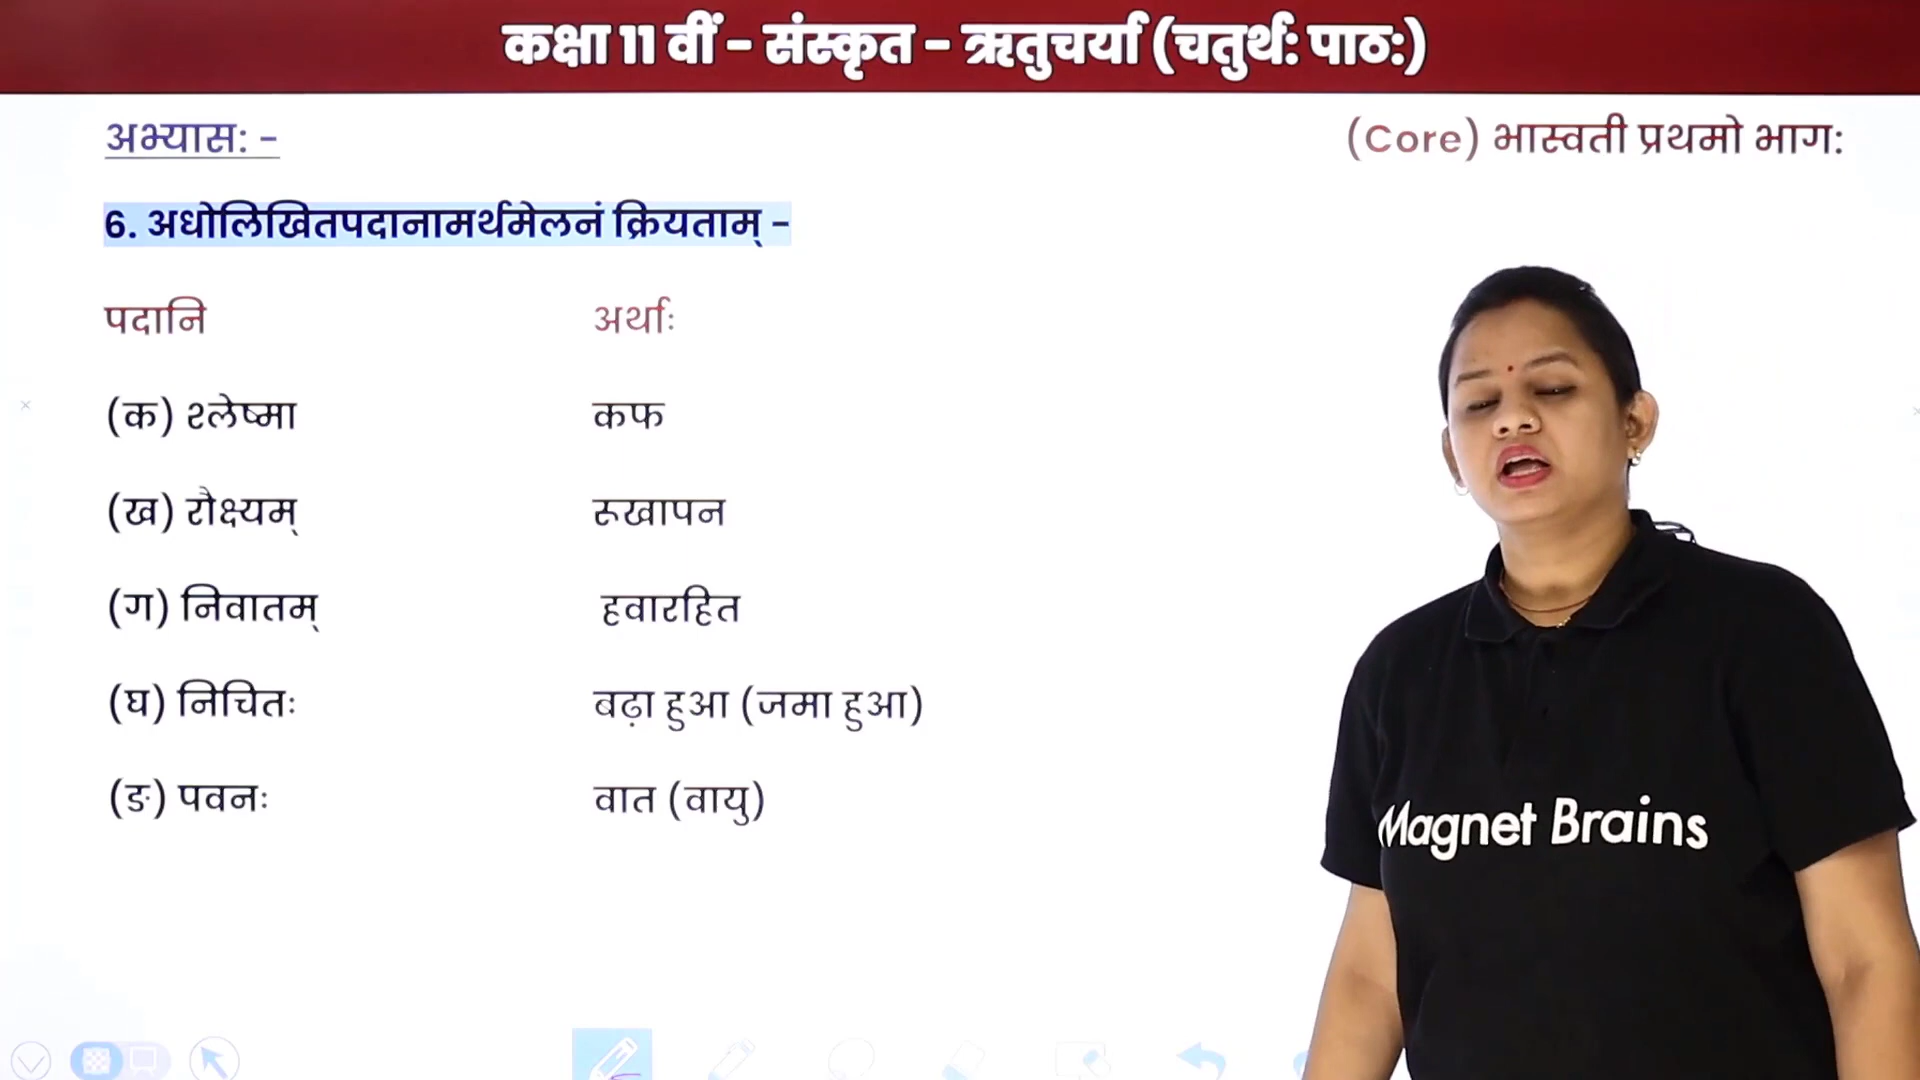 कक्षा 11 वीं - संस्कृत - ऋतुचर्या (चतुर्थ: पाठ:)
अभ्यास: -
(Core) भास्वती प्रथमो भाग:
6. अधोलिखितपदानामर्थमेलनं क्रियताम् -
पदानि अर्थाः
(क) श्लेष्मा कफ
(ख) रौक्ष्यम् रूखापन
(ग) निवातम् हवारहित
(घ) निचितः बढ़ा हुआ (जमा हुआ)
(ङ) पवनः वात (वायु)
Magnet Brains